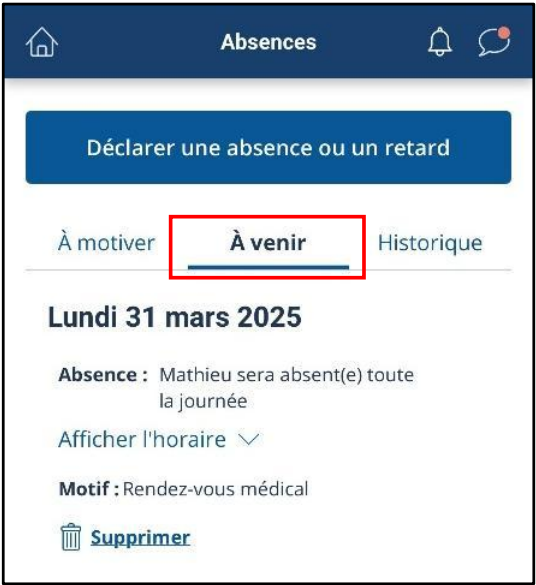 Absences
Déclarer une absence ou un retard
À motiver À venir Historique
Lundi 31 mars 2025
Absence : Mathieu sera absent(e) toute
la journée
Afficher l'horaire
Motif : Rendez-vous médical
Supprimer